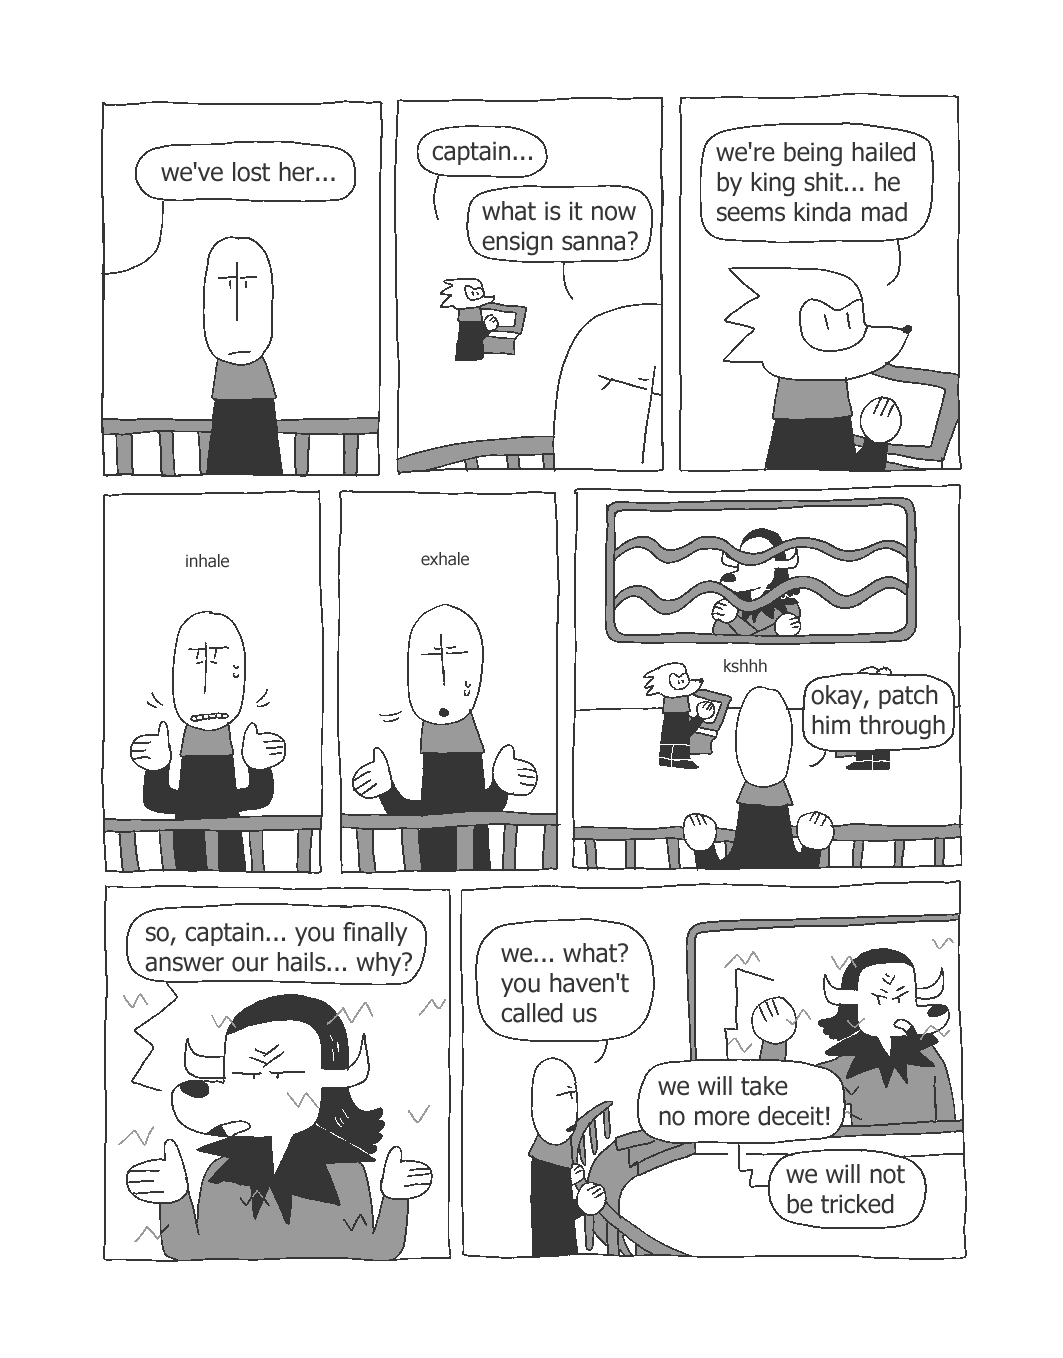 we've lost her...
captain...
what is it now
ensign sanna?
we're being hailed
by king shit... he
seems kinda mad
inhale
exhale
kshhh
okay, patch
him through
so, captain... you finally
answer our hails... why?
we... what?
you haven't
called us
we will take
no more deceit!
we will not
be tricked